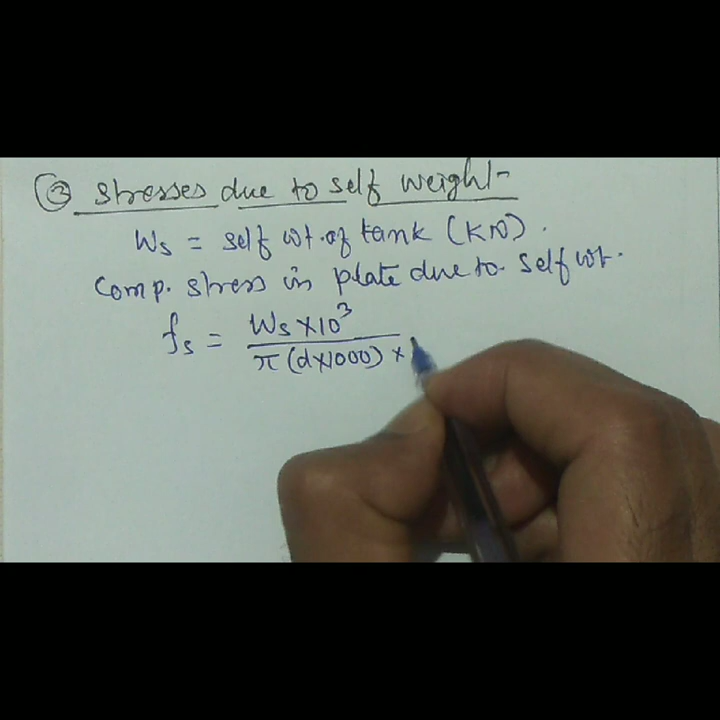 ③ Stresses due to self weight-
Ws = self wt. of tank (KN).
Comp. stress in plate due to self wt.
fs = Ws × 10³
π (d×1000) ×